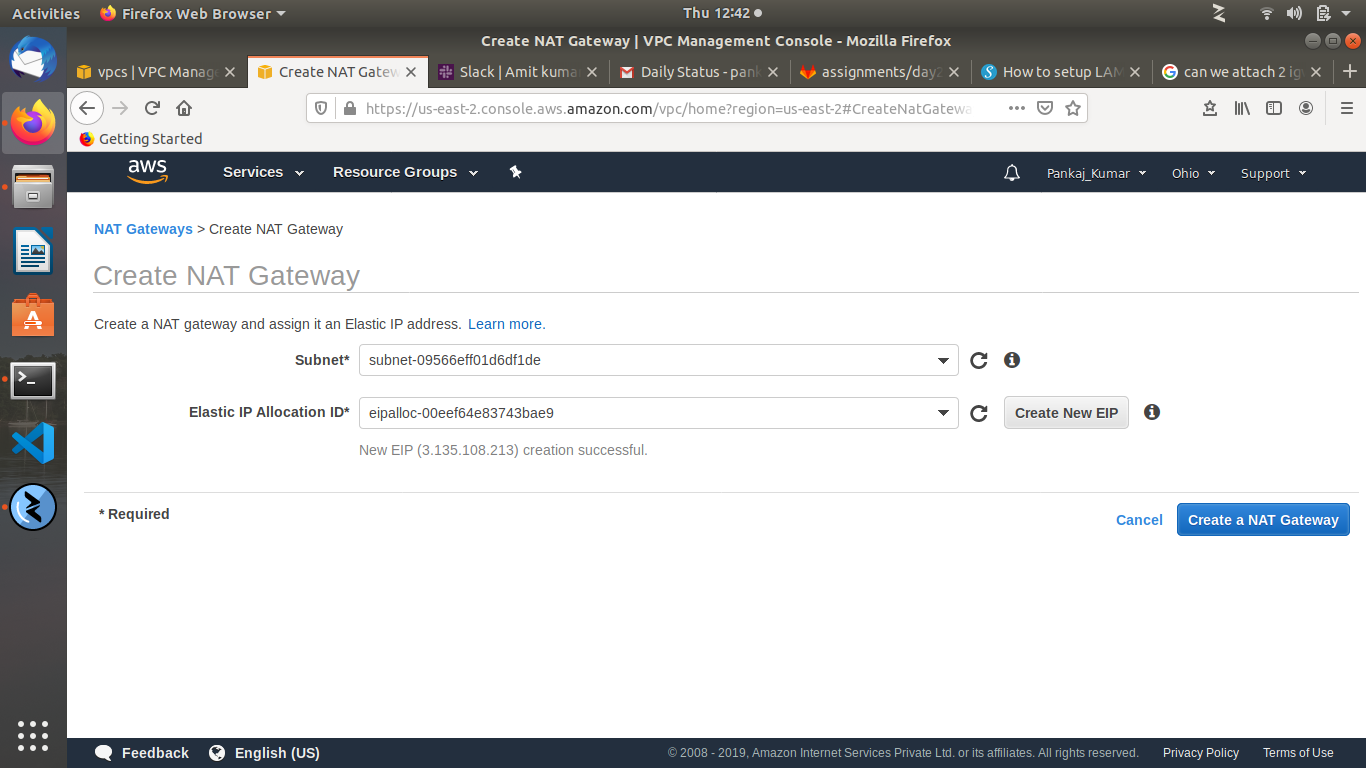 Activities Firefox Web Browser Thu 12:42
Create NAT Gateway | VPC Management Console - Mozilla Firefox
vpcs | VPC Manage Create NAT Gatew Slack | Amit kuma Daily Status - pank assignments/day2 How to setup LAM can we attach 2 ig
https://us-east-2.console.aws.amazon.com/vpc/home?region=us-east-2#CreateNatGatewa
Getting Started
aws Services Resource Groups Pankaj_Kumar Ohio Support
NAT Gateways > Create NAT Gateway
Create NAT Gateway
Create a NAT gateway and assign it an Elastic IP address. Learn more.
Subnet* subnet-09566eff01d6df1de
Elastic IP Allocation ID* eipalloc-00eef64e83743bae9 Create New EIP
New EIP (3.135.108.213) creation successful.
* Required Cancel Create a NAT Gateway
Feedback English (US) © 2008 - 2019, Amazon Internet Services Private Ltd. or its affiliates. All rights reserved. Privacy Policy Terms of Use